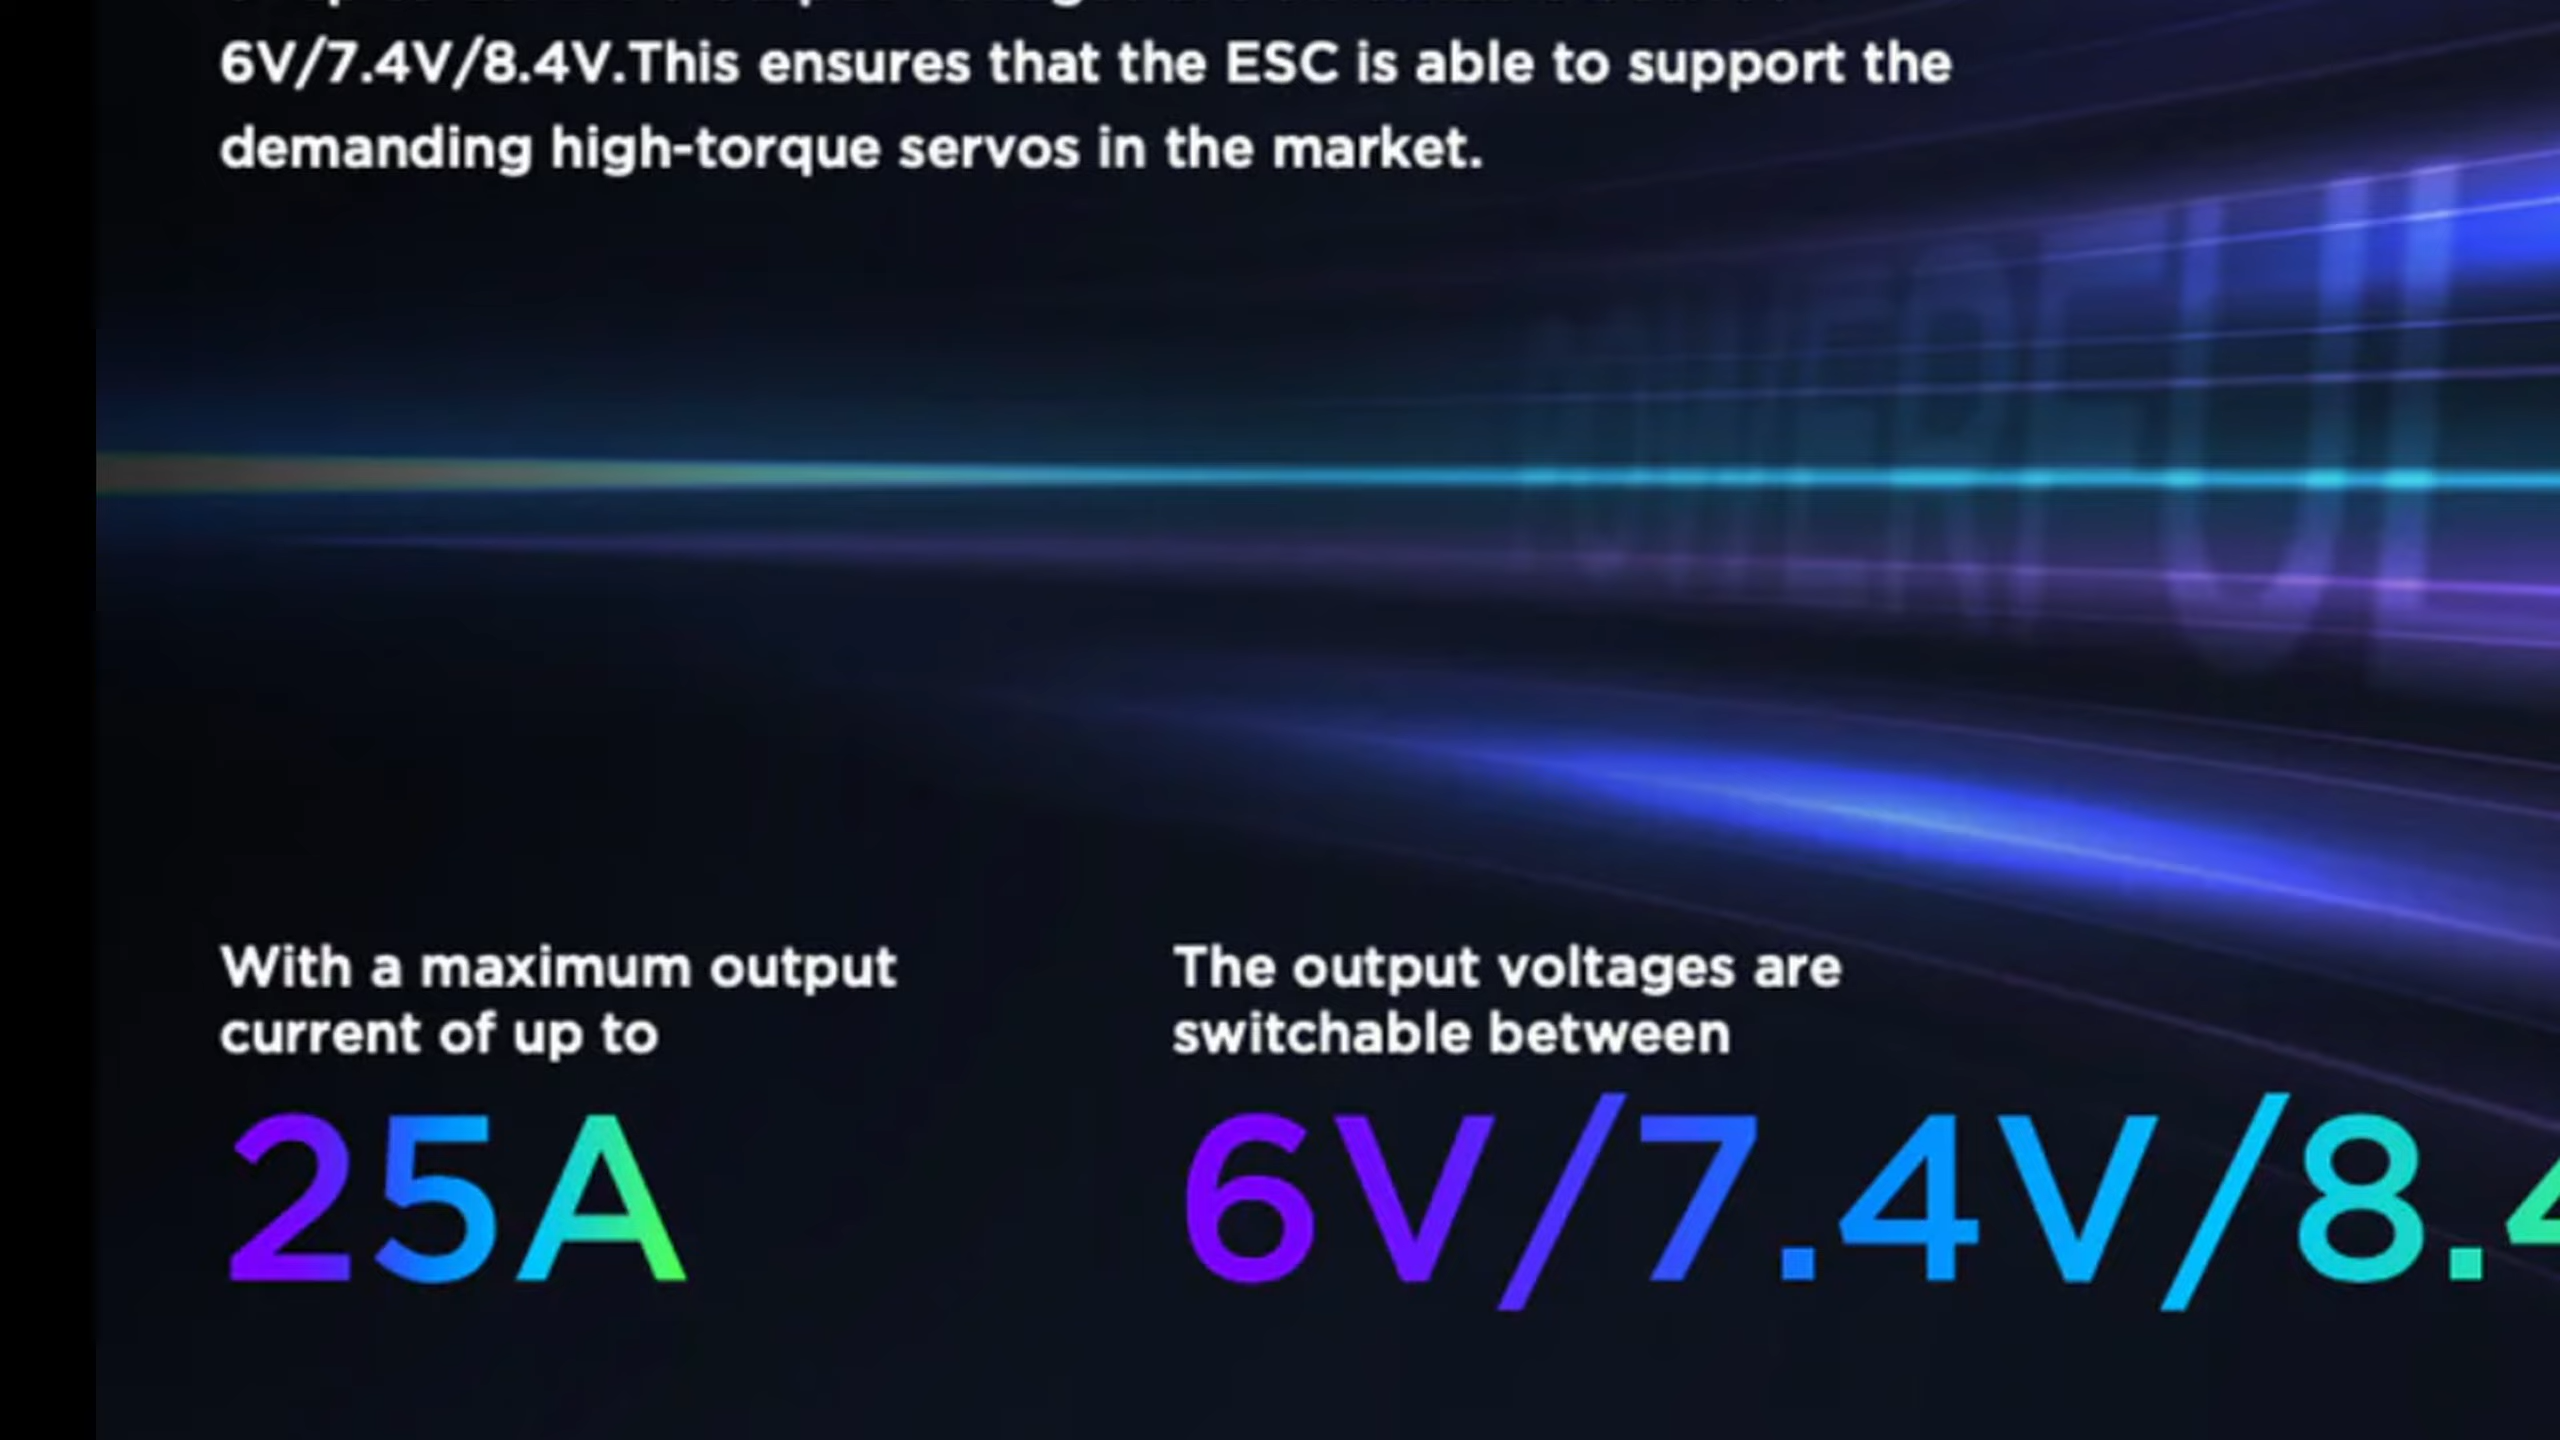 6V/7.4V/8.4V.This ensures that the ESC is able to support the
demanding high-torque servos in the market.
With a maximum output
current of up to
25A
The output voltages are
switchable between
6V/7.4V/8.4